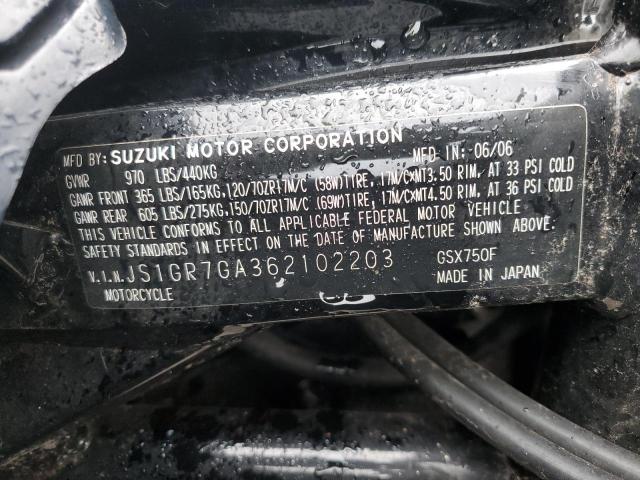 MFD BY: SUZUKI MOTOR CORPORATION MFD IN: 06/06
GVWR 970 LBS/440KG
GAWR FRONT 365 LBS/165KG, 120/70ZR17M/C (58W)TIRE, 17M/CxMT3.50 RIM, AT 33 PSI COLD
GAWR REAR 605 LBS/275KG, 150/70ZR17M/C (69W)TIRE, 17M/CxMT4.50 RIM, AT 36 PSI COLD
THIS VEHICLE CONFORMS TO ALL APPLICABLE FEDERAL MOTOR VEHICLE
SAFETY STANDARDS IN EFFECT ON THE DATE OF MANUFACTURE SHOWN ABOVE.
V.I.N. JS1GR7GA362102203 GSX750F
MOTORCYCLE MADE IN JAPAN